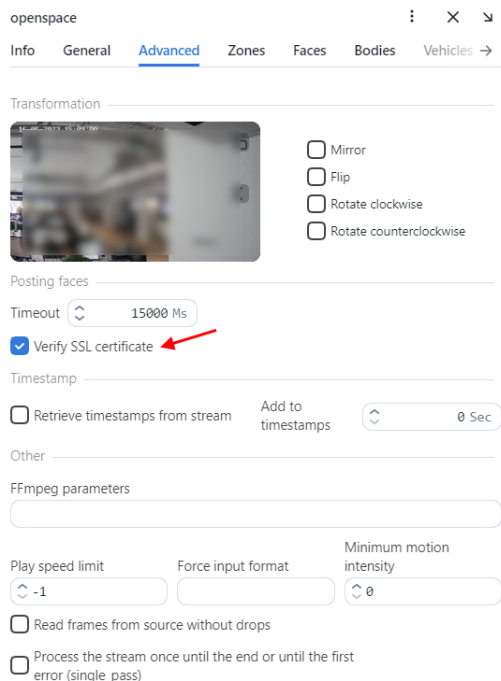 openspace
Info General Advanced Zones Faces Bodies Vehicles
Transformation
Mirror
Flip
Rotate clockwise
Rotate counterclockwise
Posting faces
Timeout 15000 Ms
Verify SSL certificate
Timestamp
Retrieve timestamps from stream
Add to
timestamps
0 Sec
Other
FFmpeg parameters
Play speed limit
-1
Force input format
Minimum motion
intensity
0
Read frames from source without drops
Process the stream once until the end or until the first
error (single_pass)